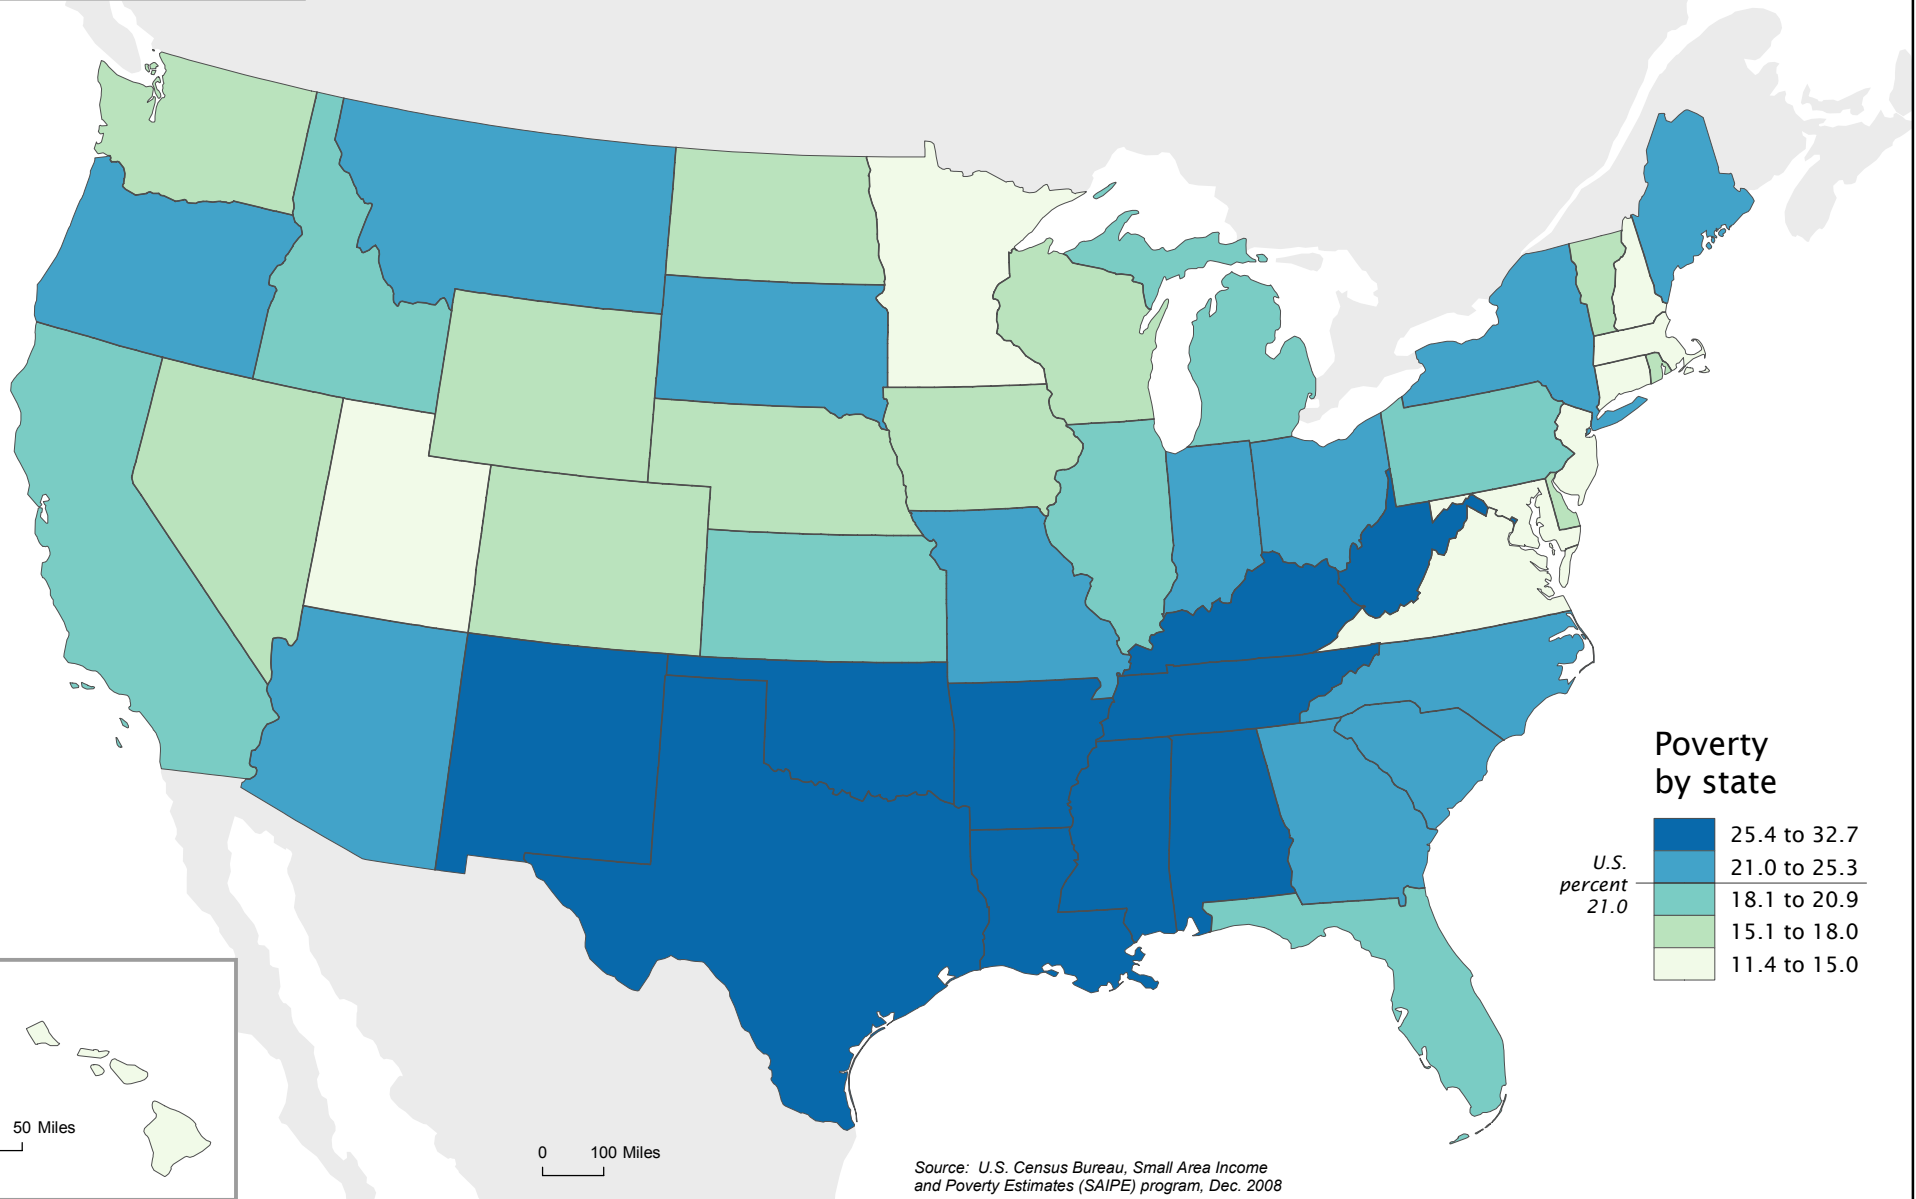 Poverty
by state
25.4 to 32.7
21.0 to 25.3
18.1 to 20.9
15.1 to 18.0
11.4 to 15.0
U.S.
percent
21.0
50 Miles
0 100 Miles
Source: U.S. Census Bureau, Small Area Income
and Poverty Estimates (SAIPE) program, Dec. 2008